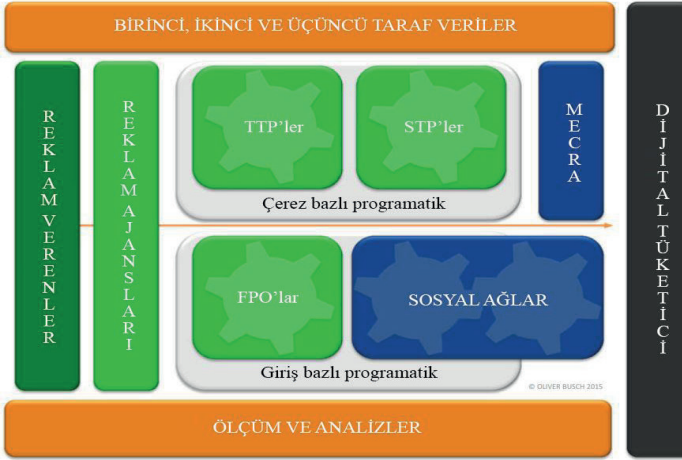 BİRİNCİ, İKİNCİ VE ÜÇÜNCÜ TARAF VERİLER
REKLAM VERENLER
REKLAM AJANSLARI
TTP'ler
STP'ler
Çerez bazlı programatik
MECRA
FPO'lar
SOSYAL AĞLAR
Giriş bazlı programatik
© OLIVER BUSCH 2015
DİJİTAL TÜKETİCİ
ÖLÇÜM VE ANALİZLER